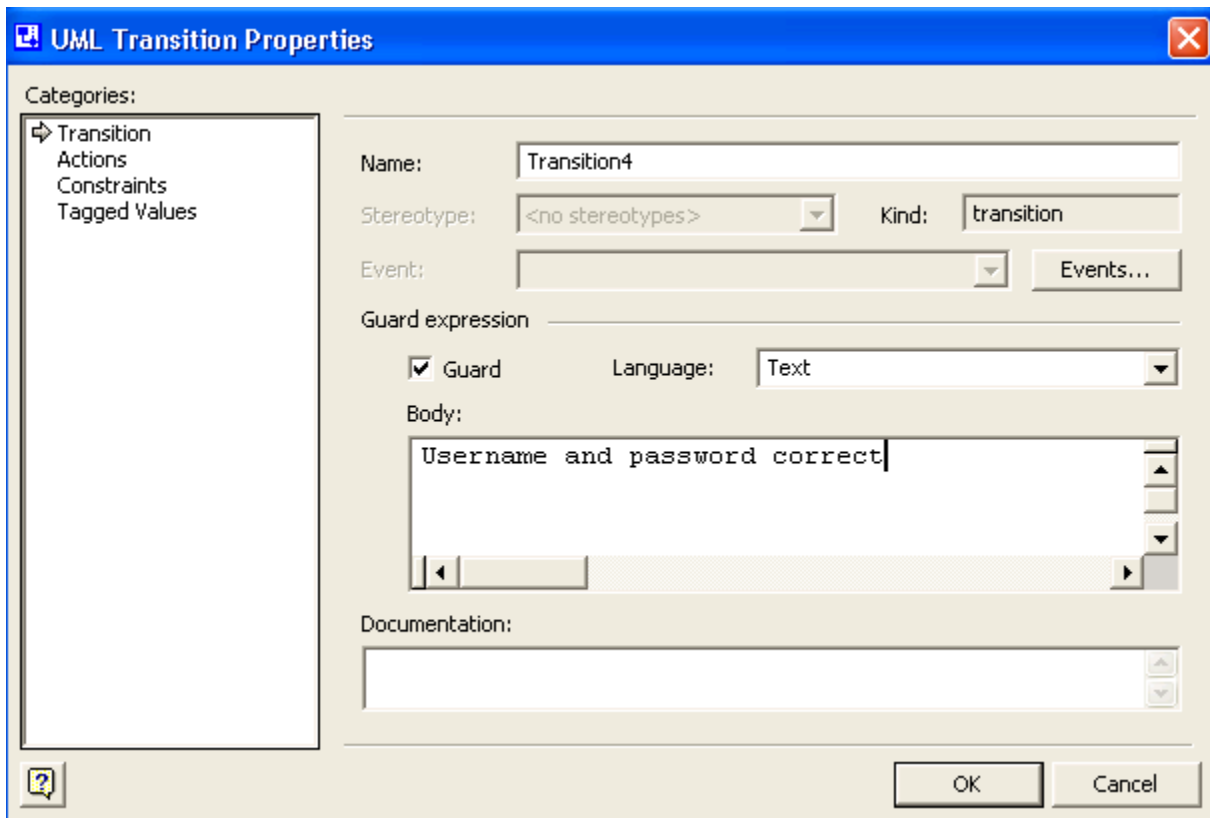 UML Transition Properties
Categories:
Transition
Actions
Constraints
Tagged Values
Name: Transition4
Stereotype: <no stereotypes> Kind: transition
Event: Events...
Guard expression
Guard Language: Text
Body:
Username and password correct
Documentation:
OK Cancel